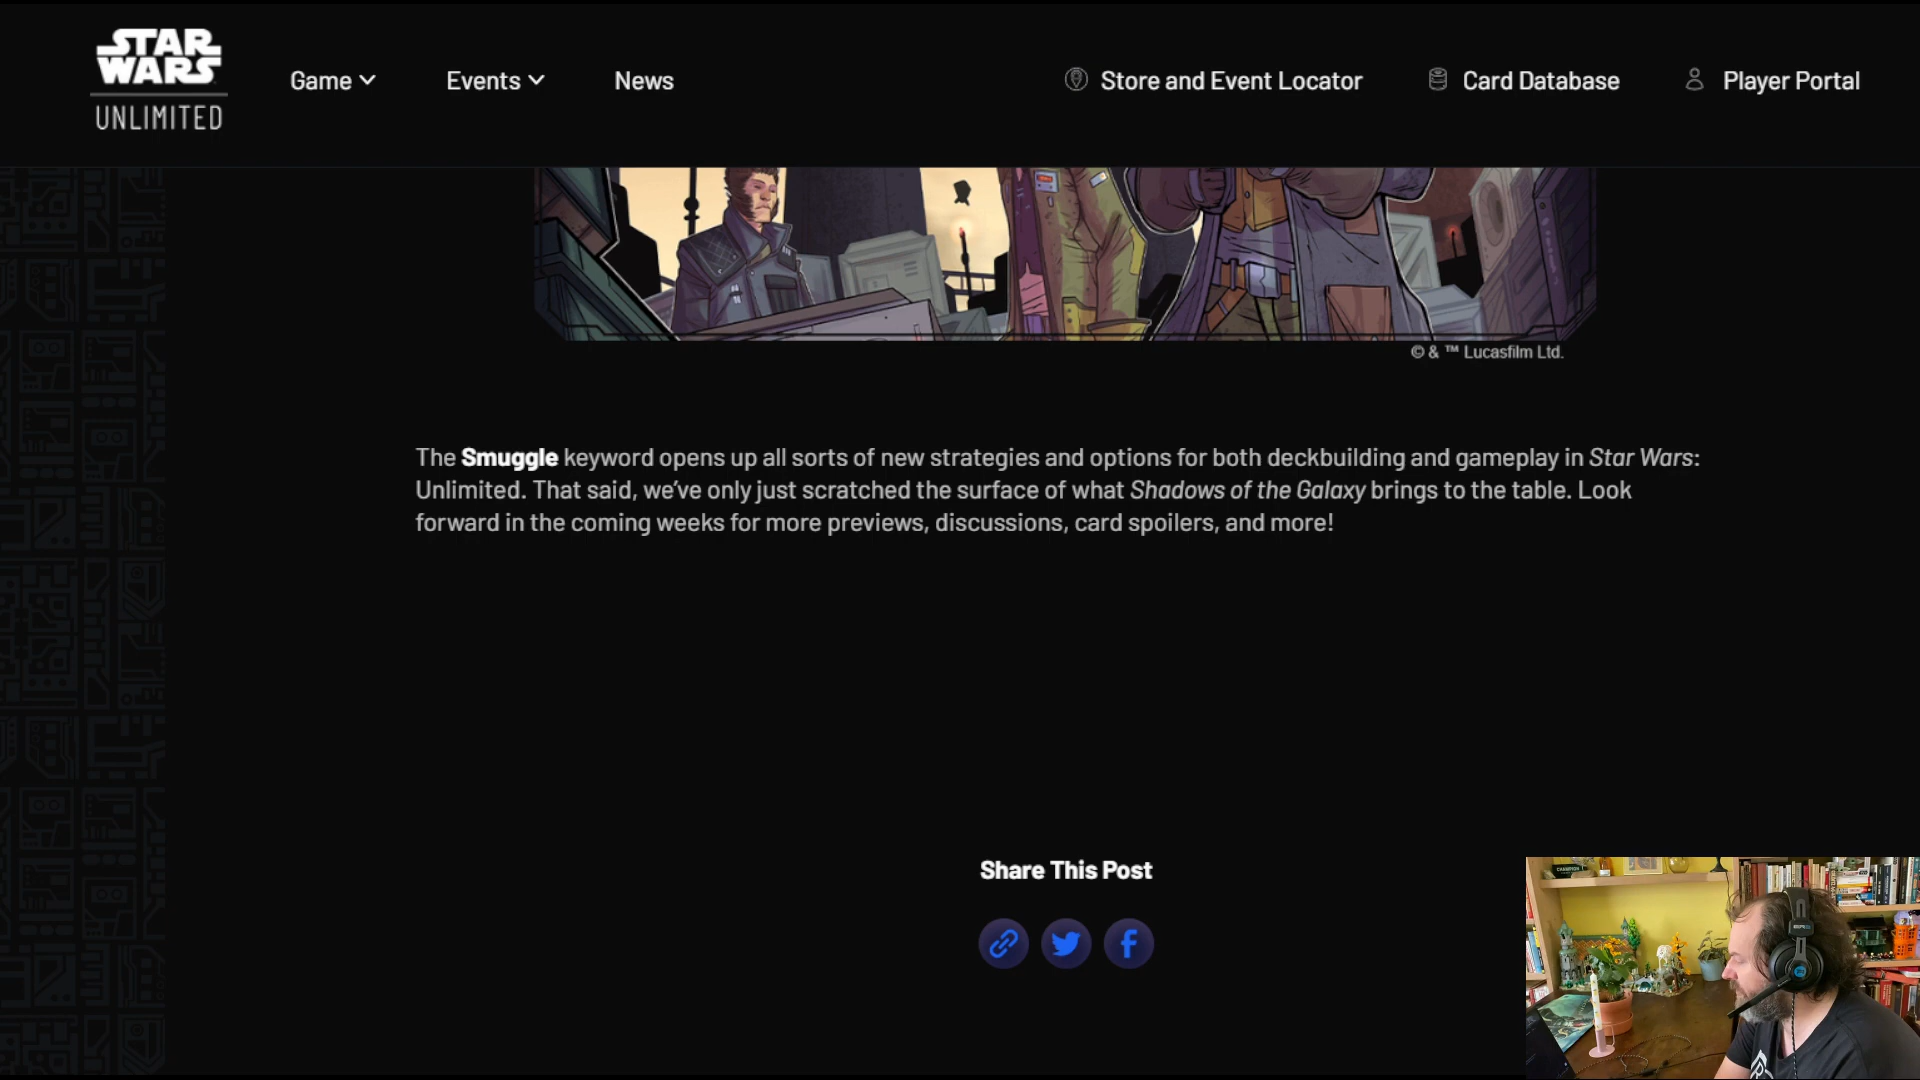 STAR
WARS
UNLIMITED
Game
Events
News
Store and Event Locator
Card Database
Player Portal
© & ™ Lucasfilm Ltd.
The Smuggle keyword opens up all sorts of new strategies and options for both deckbuilding and gameplay in Star Wars:
Unlimited. That said, we’ve only just scratched the surface of what Shadows of the Galaxy brings to the table. Look
forward in the coming weeks for more previews, discussions, card spoilers, and more!
Share This Post
CHAMPION